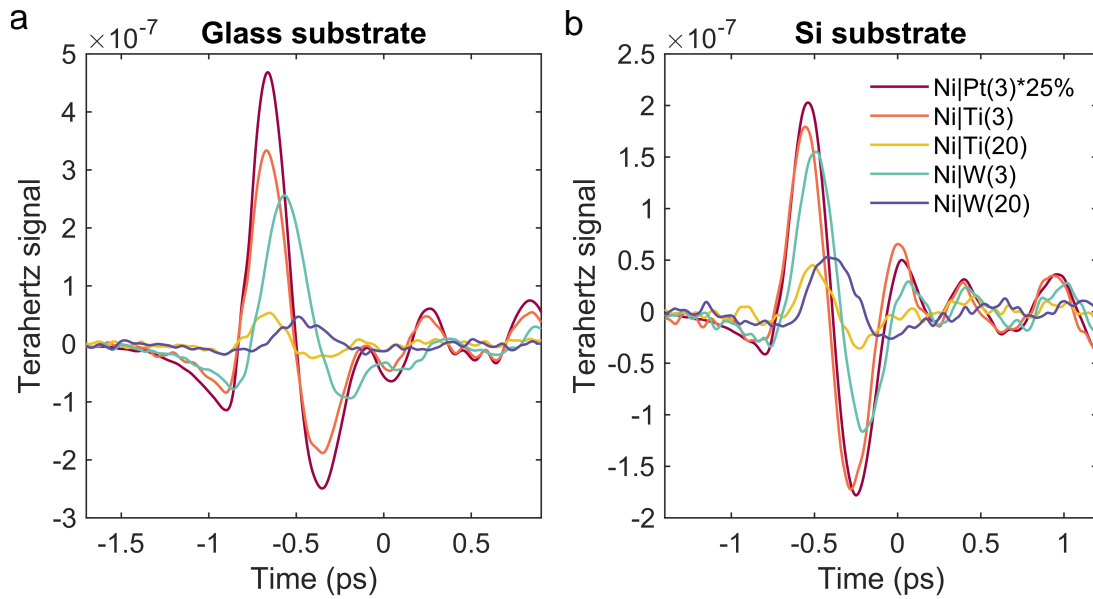 a
×10⁻⁷
Glass substrate
5
4
3
2
1
0
-1
-2
-3
Terahertz signal
-1.5
-1
-0.5
0
0.5
Time (ps)
b
×10⁻⁷
Si substrate
2.5
2
1.5
1
0.5
0
-0.5
-1
-1.5
-2
Terahertz signal
Ni|Pt(3)*25%
Ni|Ti(3)
Ni|Ti(20)
Ni|W(3)
Ni|W(20)
-1
-0.5
0
0.5
1
Time (ps)